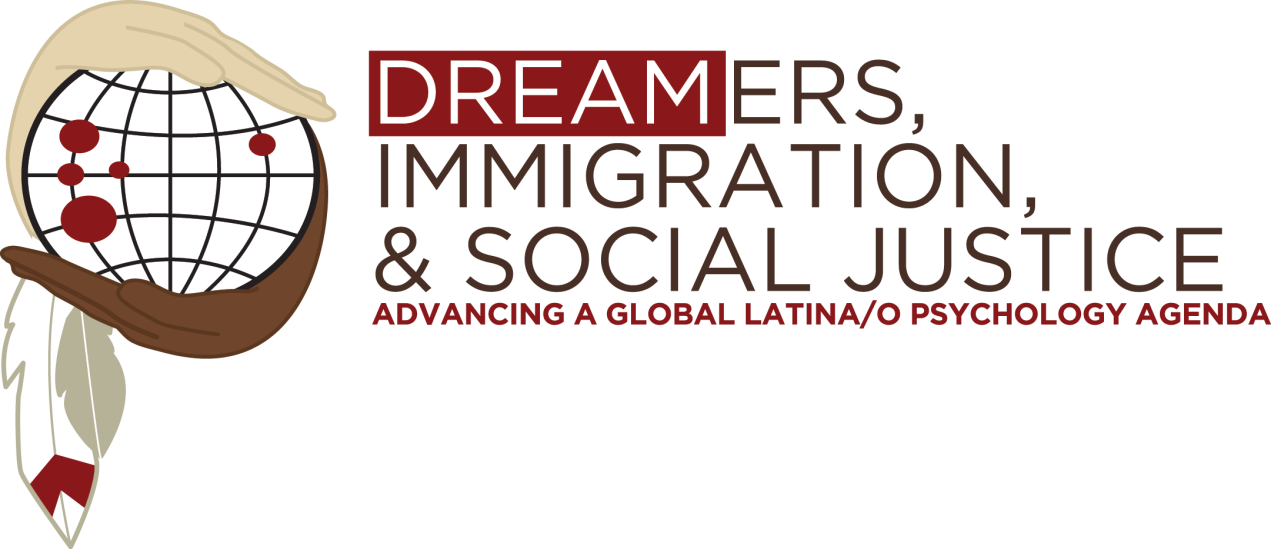 DREAMERS,
IMMIGRATION,
& SOCIAL JUSTICE
ADVANCING A GLOBAL LATINA/O PSYCHOLOGY AGENDA